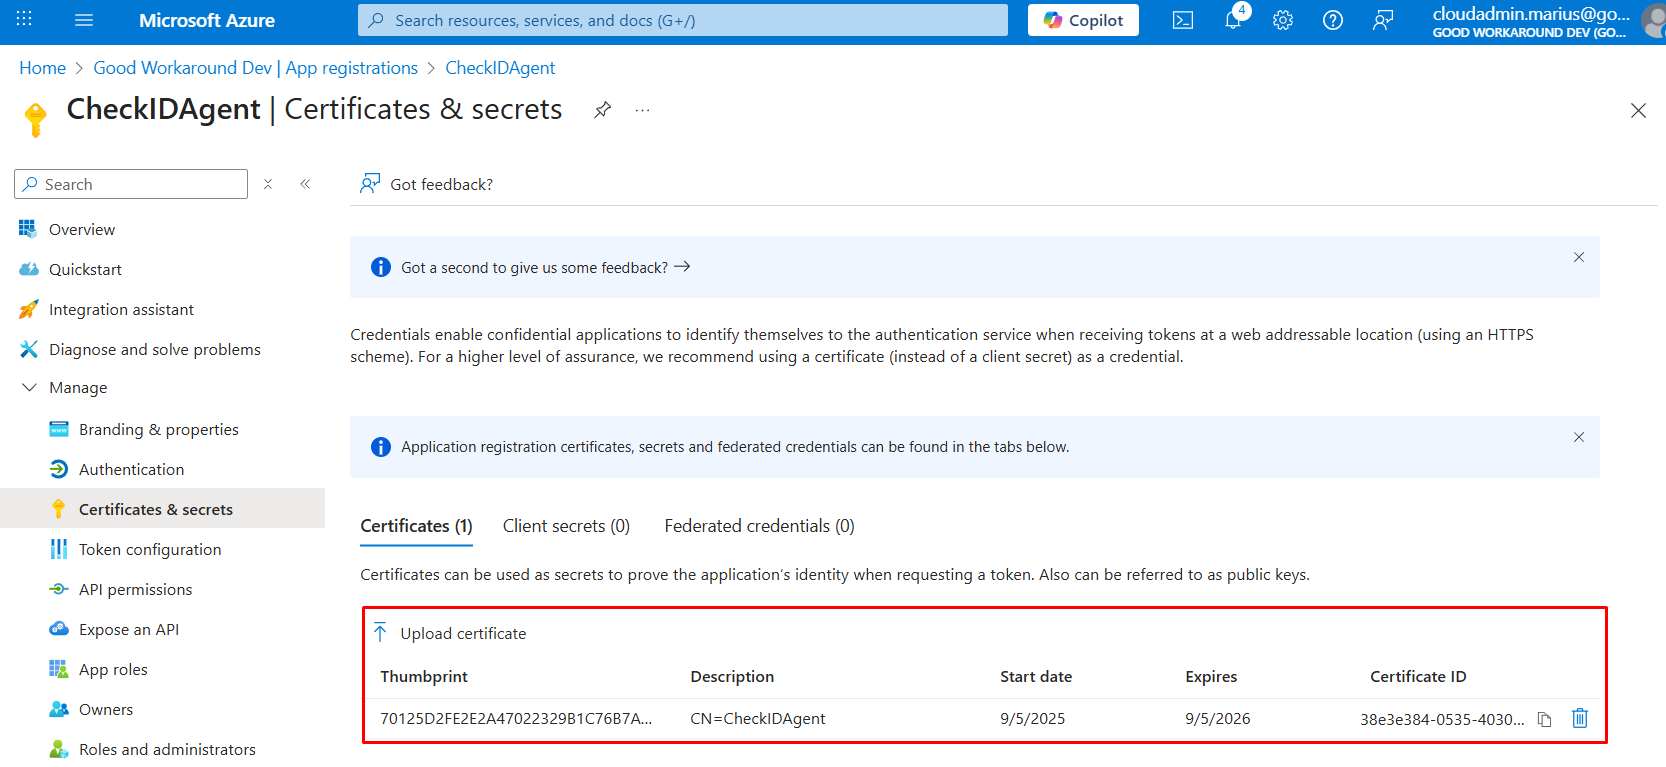 Microsoft Azure
Search resources, services, and docs (G+/)
Copilot
4
cloudadmin.marius@go...
GOOD WORKAROUND DEV (GO...
Home > Good Workaround Dev | App registrations > CheckIDAgent
CheckIDAgent | Certificates & secrets
Search
Got feedback?
Overview
Quickstart
Integration assistant
Diagnose and solve problems
Manage
Branding & properties
Authentication
Certificates & secrets
Token configuration
API permissions
Expose an API
App roles
Owners
Roles and administrators
Got a second to give us some feedback?
Credentials enable confidential applications to identify themselves to the authentication service when receiving tokens at a web addressable location (using an HTTPS
scheme). For a higher level of assurance, we recommend using a certificate (instead of a client secret) as a credential.
Application registration certificates, secrets and federated credentials can be found in the tabs below.
Certificates (1) Client secrets (0) Federated credentials (0)
Certificates can be used as secrets to prove the application's identity when requesting a token. Also can be referred to as public keys.
Upload certificate
Thumbprint Description Start date Expires Certificate ID
70125D2FE2E2A47022329B1C76B7A... CN=CheckIDAgent 9/5/2025 9/5/2026 38e3e384-0535-4030...